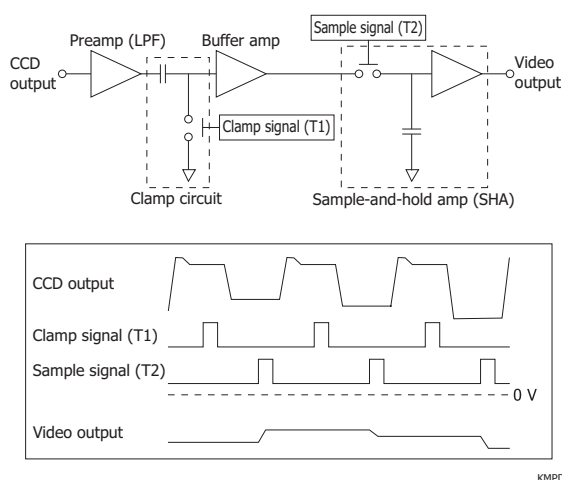 Sample signal (T2)
Preamp (LPF)
Buffer amp
CCD
output
Video
output
Clamp signal (T1)
Clamp circuit
Sample-and-hold amp (SHA)
CCD output
Clamp signal (T1)
Sample signal (T2)
0 V
Video output